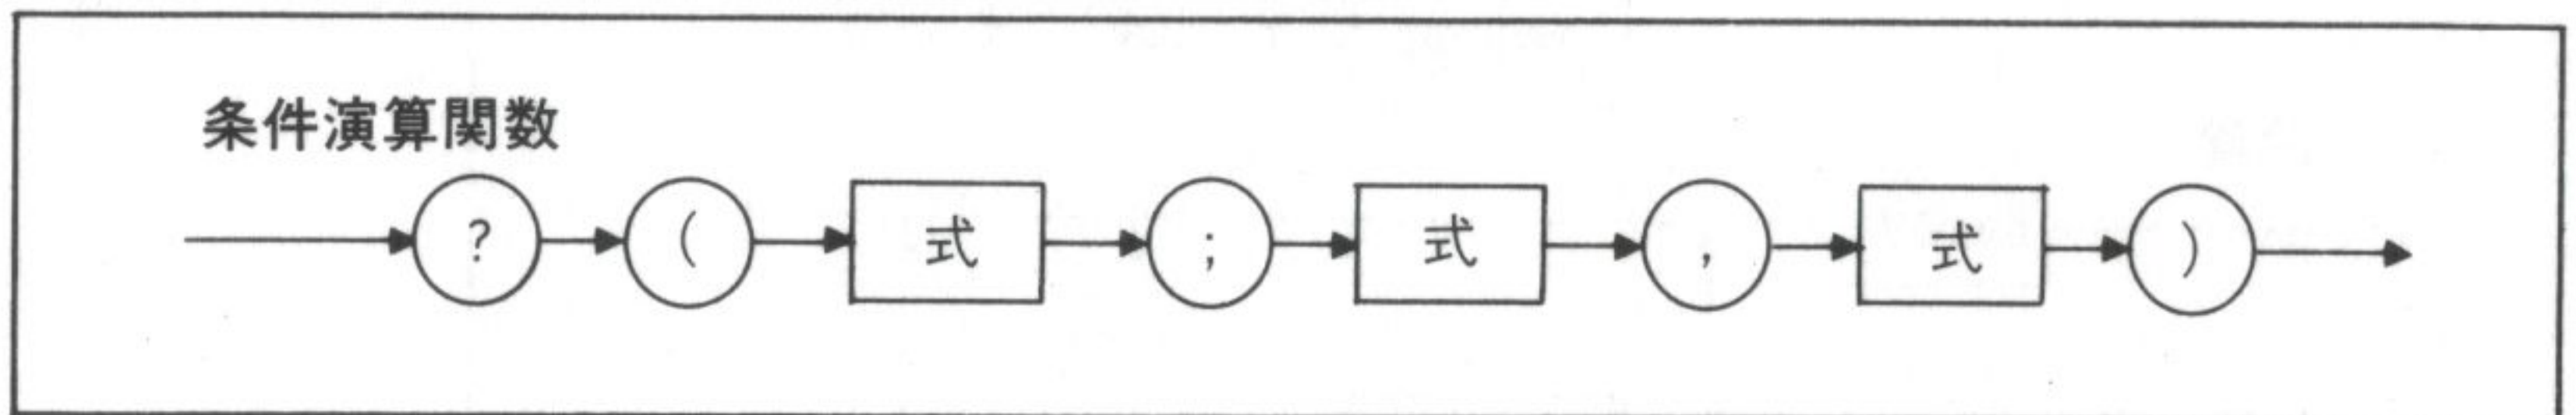 条件演算関数
? ( 式 ; 式 , 式 )